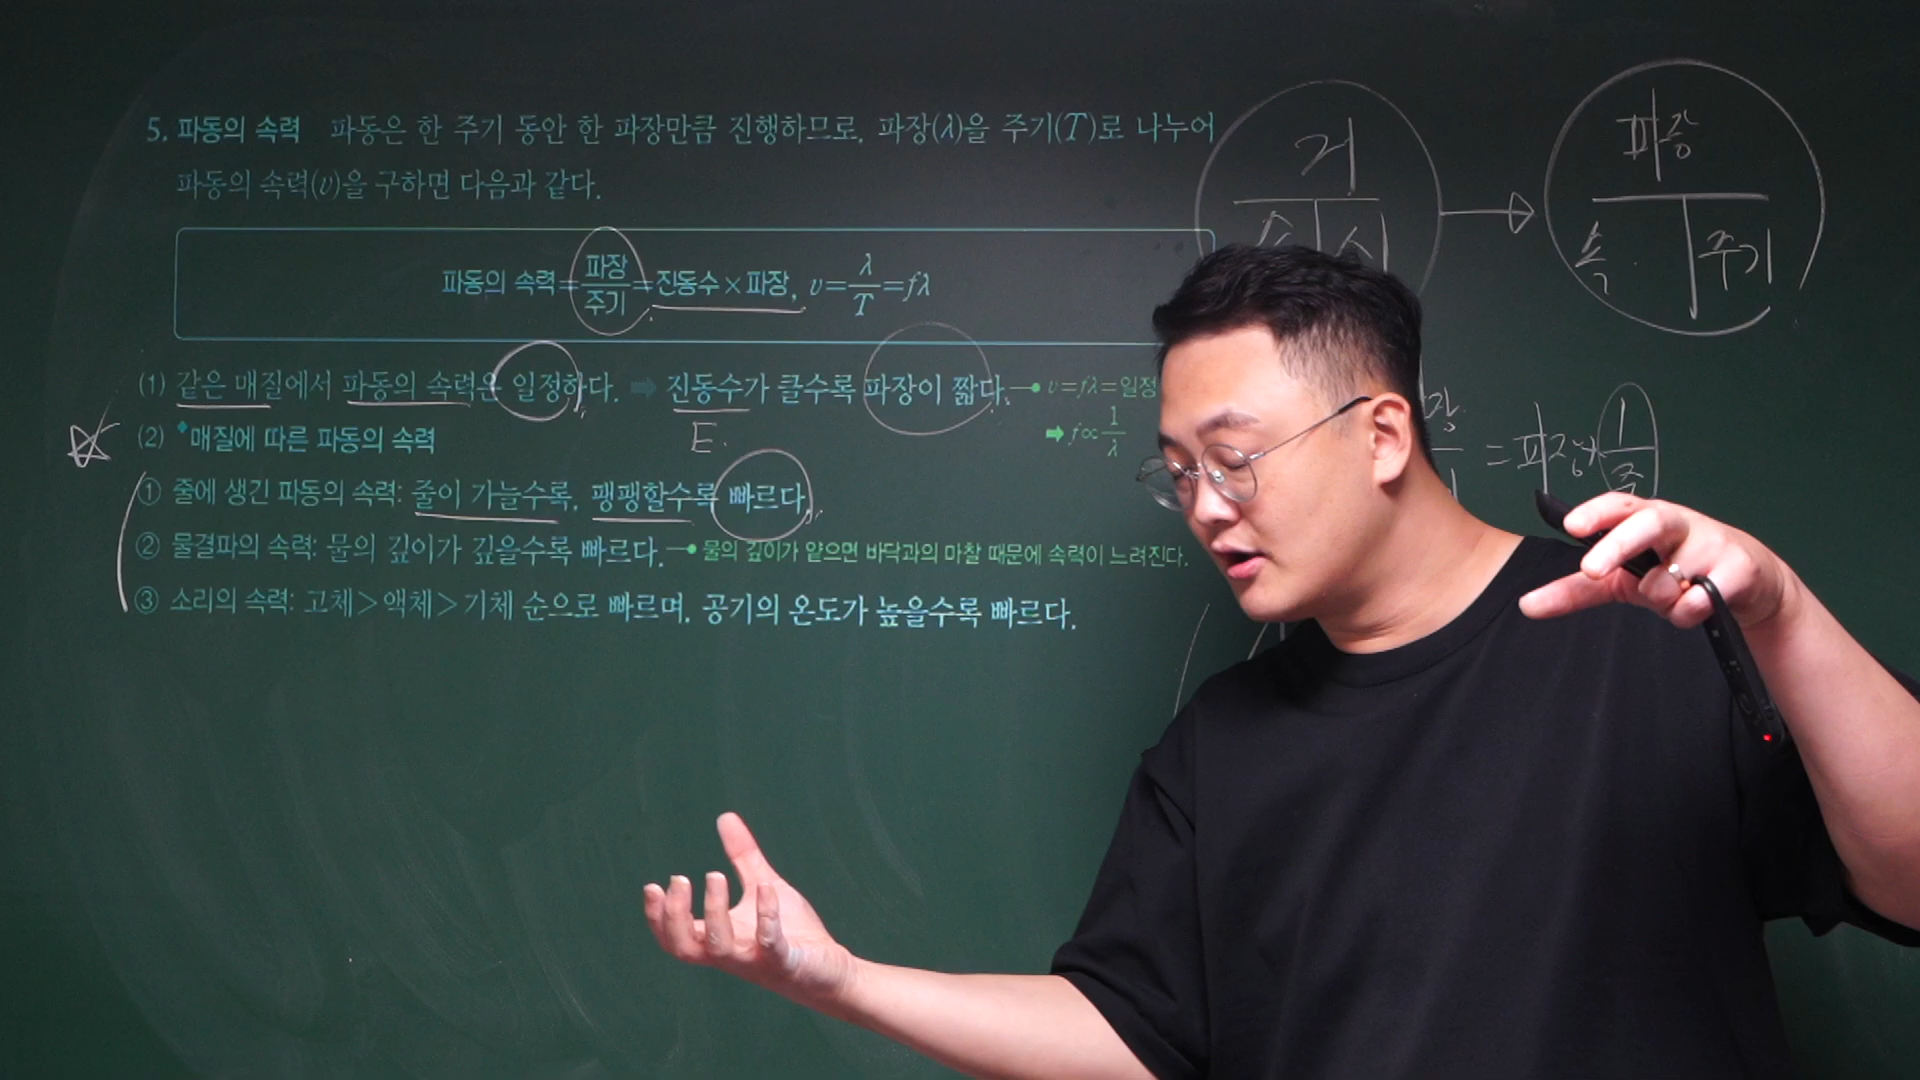 5. 파동의 속력 파동은 한 주기 동안 한 파장만큼 진행하므로, 파장(λ)을 주기(T)로 나누어
파동의 속력(v)을 구하면 다음과 같다.
파동의 속력=파장/주기=진동수×파장, v=λ/T=fλ
(1) 같은 매질에서 파동의 속력은 일정하다. ➡ 진동수가 클수록 파장이 짧다. v=fλ=일정
E.
➡ f∝1/λ
(2) 매질에 따른 파동의 속력
① 줄에 생긴 파동의 속력: 줄이 가늘수록, 팽팽할수록 빠르다.
② 물결파의 속력: 물의 깊이가 깊을수록 빠르다. 물의 깊이가 얕으면 바닥과의 마찰 때문에 속력이 느려진다.
③ 소리의 속력: 고체>액체>기체 순으로 빠르며, 공기의 온도가 높을수록 빠르다.
거
속 시
파장
속 주기
장 = 파장×1/주